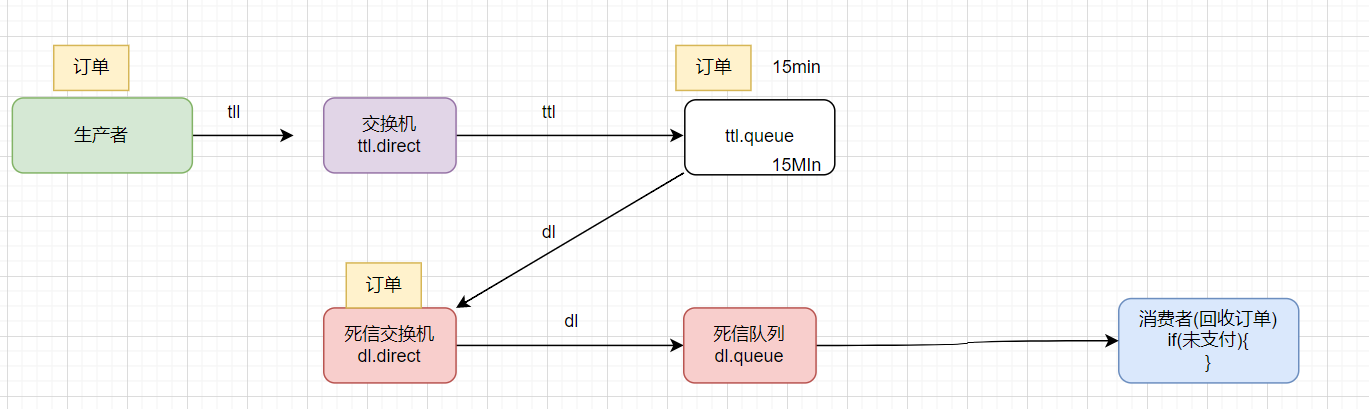 订单
订单
15min
生产者
tll
交换机
ttl.direct
ttl
ttl.queue
15MIn
dl
订单
死信交换机
dl.direct
dl
死信队列
dl.queue
消费者(回收订单)
if(未支付){
}